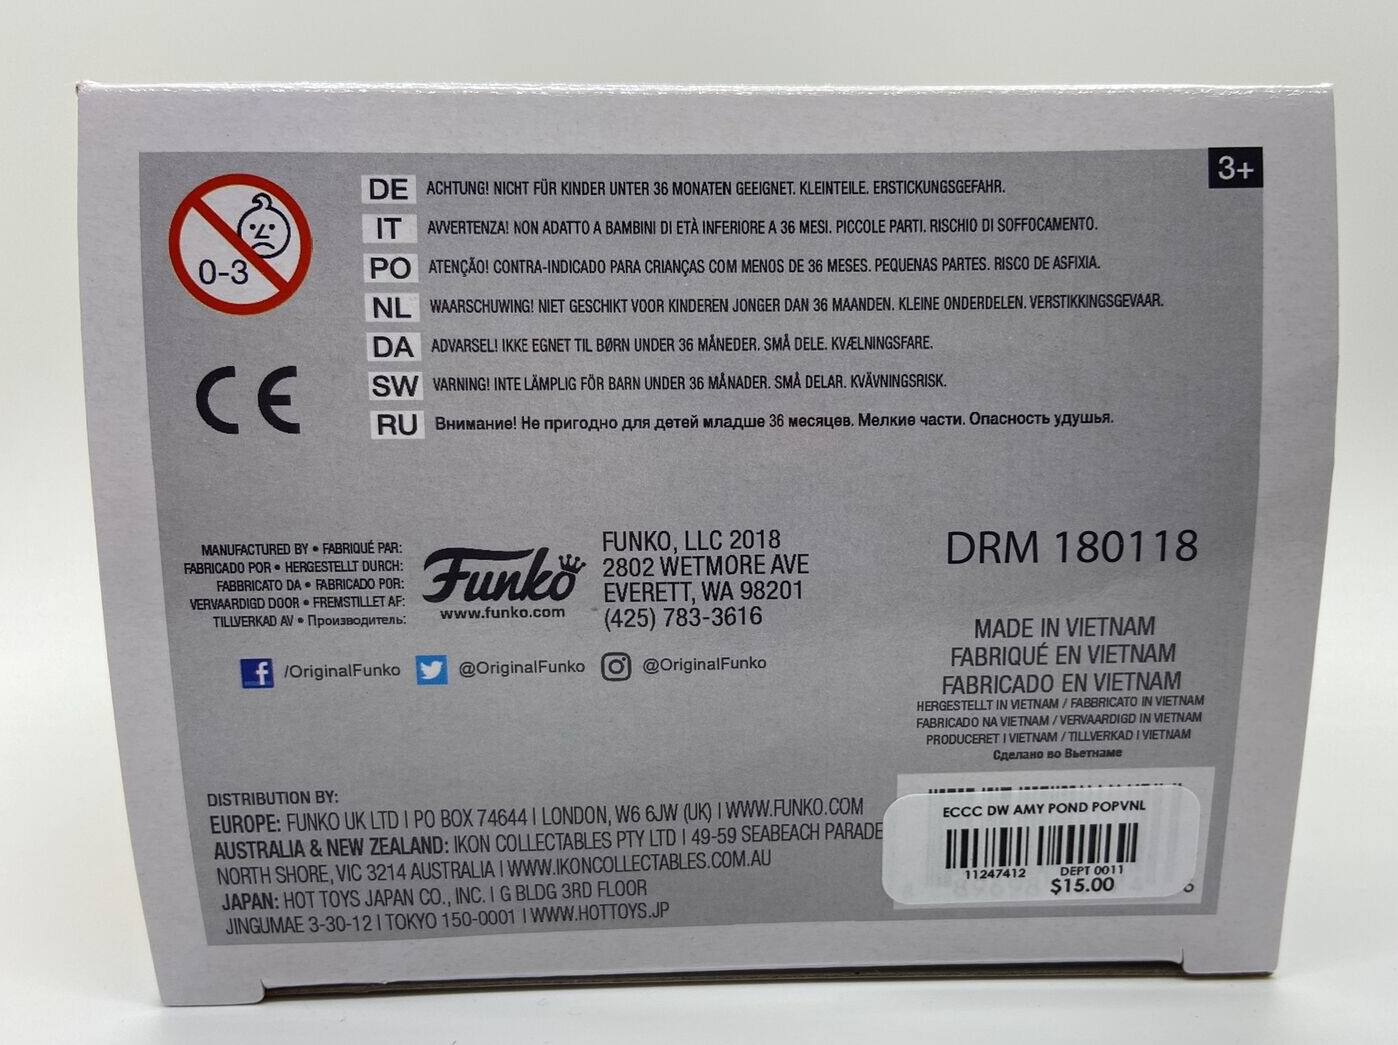 3+
0-3
DE ACHTUNG! NICHT FÜR KINDER UNTER 36 MONATEN GEEIGNET. KLEINTEILE. ERSTICKUNGSGEFAHR.
IT AVVERTENZA! NON ADATTO A BAMBINI DI ETÀ INFERIORE A 36 MESI. PICCOLE PARTI. RISCHIO DI SOFFOCAMENTO.
PO ATENÇÃO! CONTRA-INDICADO PARA CRIANÇAS COM MENOS DE 36 MESES. PEQUENAS PARTES. RISCO DE ASFIXIA.
NL WAARSCHUWING! NIET GESCHIKT VOOR KINDEREN JONGER DAN 36 MAANDEN. KLEINE ONDERDELEN. VERSTIKKINGSGEVAAR.
DA ADVARSEL! IKKE EGNET TIL BØRN UNDER 36 MÅNEDER. SMÅ DELE. KVÆLNINGSFARE.
SW VARNING! INTE LÄMPLIG FÖR BARN UNDER 36 MÅNADER. SMÅ DELAR. KVÄVNINGSRISK.
RU Внимание! Не пригодно для детей младше 36 месяцев. Мелкие части. Опасность удушья.
CE
MANUFACTURED BY • FABRIQUÉ PAR:
FABRICADO POR • HERGESTELLT DURCH:
FABBRICATO DA • FABRICADO POR:
VERVAARDIGD DOOR • FREMSTILLET AF:
TILLVERKAD AV • Производитель:
Funko
www.funko.com
FUNKO, LLC 2018
2802 WETMORE AVE
EVERETT, WA 98201
(425) 783-3616
/OriginalFunko @OriginalFunko @OriginalFunko
DRM 180118
MADE IN VIETNAM
FABRIQUÉ EN VIETNAM
FABRICADO EN VIETNAM
HERGESTELLT IN VIETNAM / FABBRICATO IN VIETNAM
FABRICADO NA VIETNAM / VERVAARDIGD IN VIETNAM
PRODUCERET I VIETNAM / TILLVERKAD I VIETNAM
Сделано во Вьетнаме
DISTRIBUTION BY:
EUROPE: FUNKO UK LTD I PO BOX 74644 I LONDON, W6 6JW (UK) I WWW.FUNKO.COM
AUSTRALIA & NEW ZEALAND: IKON COLLECTABLES PTY LTD I 49-59 SEABEACH PARADE
NORTH SHORE, VIC 3214 AUSTRALIA I WWW.IKONCOLLECTABLES.COM.AU
JAPAN: HOT TOYS JAPAN CO., INC. I G BLDG 3RD FLOOR
JINGUMAE 3-30-12 I TOKYO 150-0001 I WWW.HOTTOYS.JP
ECCC DW AMY POND POPVNL
11247412 DEPT 0011
$15.00